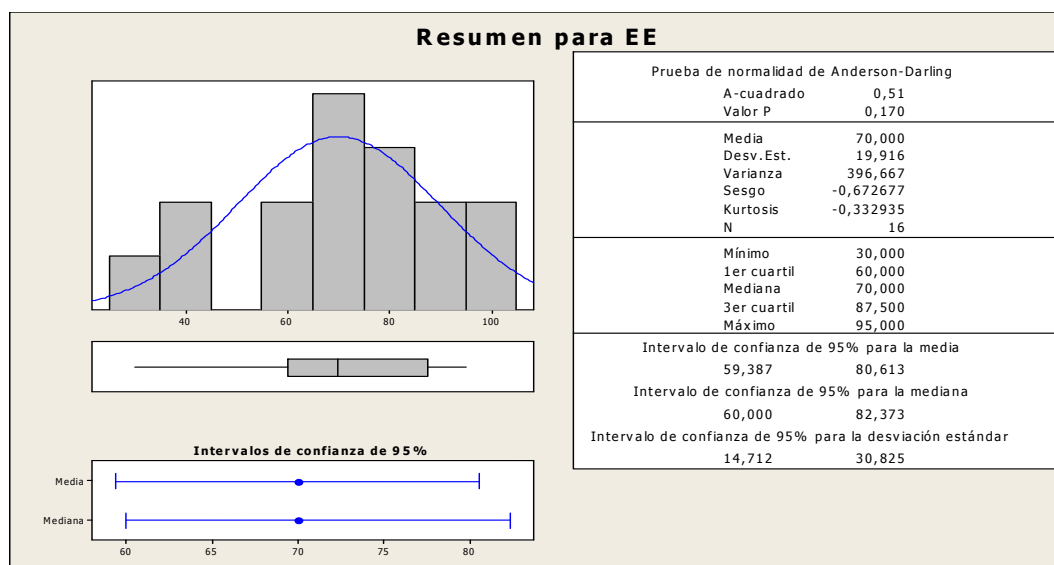 Resumen para EE
40 60 80 100
Intervalos de confianza de 95%
Media
Mediana
60 65 70 75 80
Prueba de normalidad de Anderson-Darling
A-cuadrado 0,51
Valor P 0,170
Media 70,000
Desv.Est. 19,916
Varianza 396,667
Sesgo -0,672677
Kurtosis -0,332935
N 16
Mínimo 30,000
1er cuartil 60,000
Mediana 70,000
3er cuartil 87,500
Máximo 95,000
Intervalo de confianza de 95% para la media
59,387 80,613
Intervalo de confianza de 95% para la mediana
60,000 82,373
Intervalo de confianza de 95% para la desviación estándar
14,712 30,825